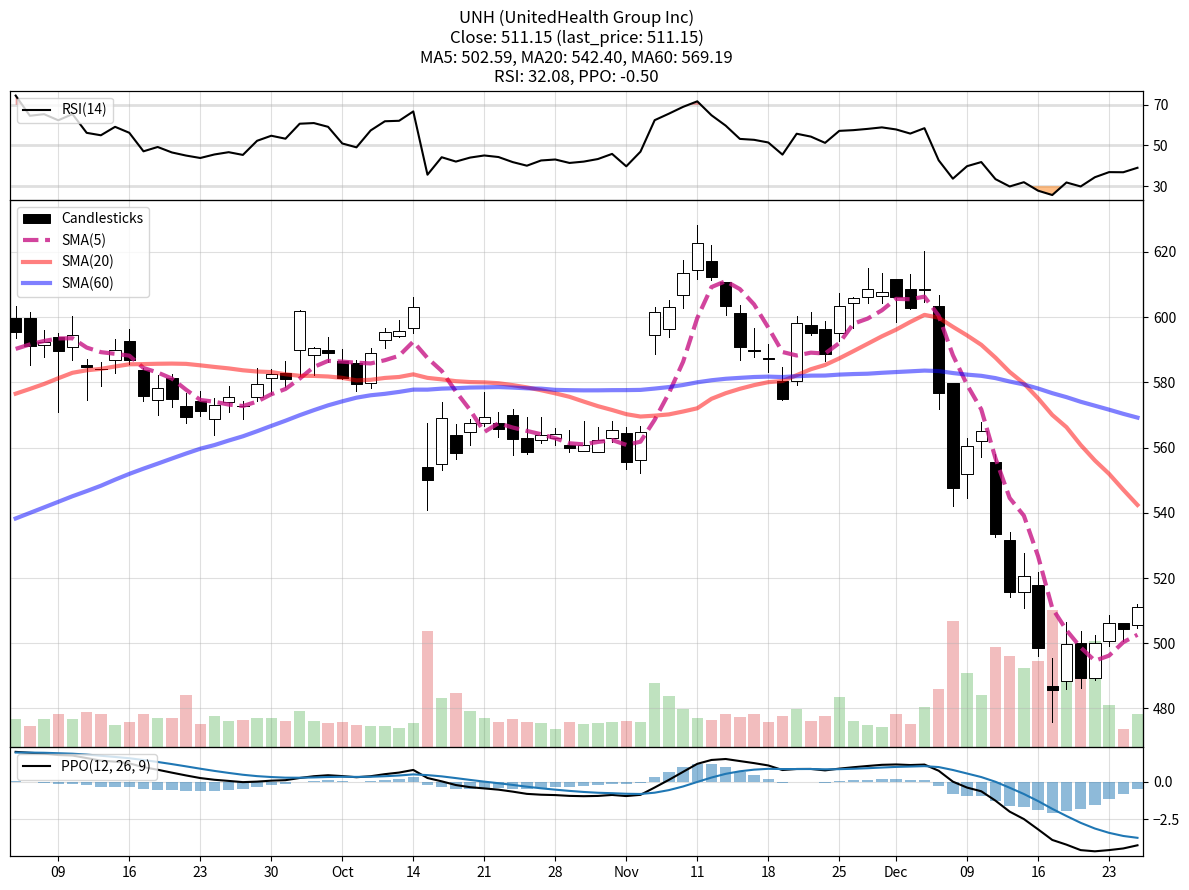 UNH (UnitedHealth Group Inc)
Close: 511.15 (last_price: 511.15)
MA5: 502.59, MA20: 542.40, MA60: 569.19
RSI: 32.08, PPO: -0.50
RSI(14)
70
50
30
Candlesticks
SMA(5)
SMA(20)
SMA(60)
620
600
580
560
540
520
500
480
PPO(12, 26, 9)
0.0
−2.5
09 16 23 30 Oct 14 21 28 Nov 11 18 25 Dec 09 16 23